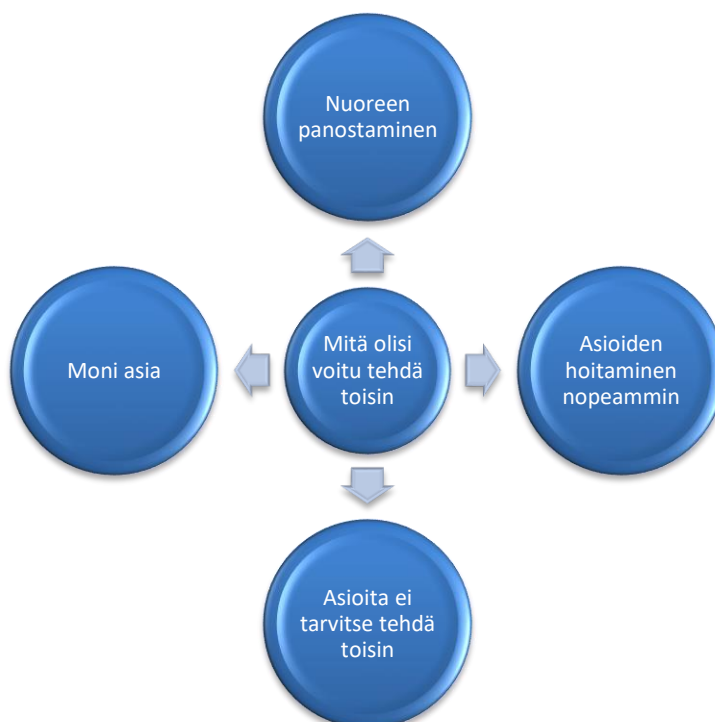 Nuoreen
panostaminen
Moni asia
Mitä olisi
voitu tehdä
toisin
Asioiden
hoitaminen
nopeammin
Asioita ei
tarvitse tehdä
toisin